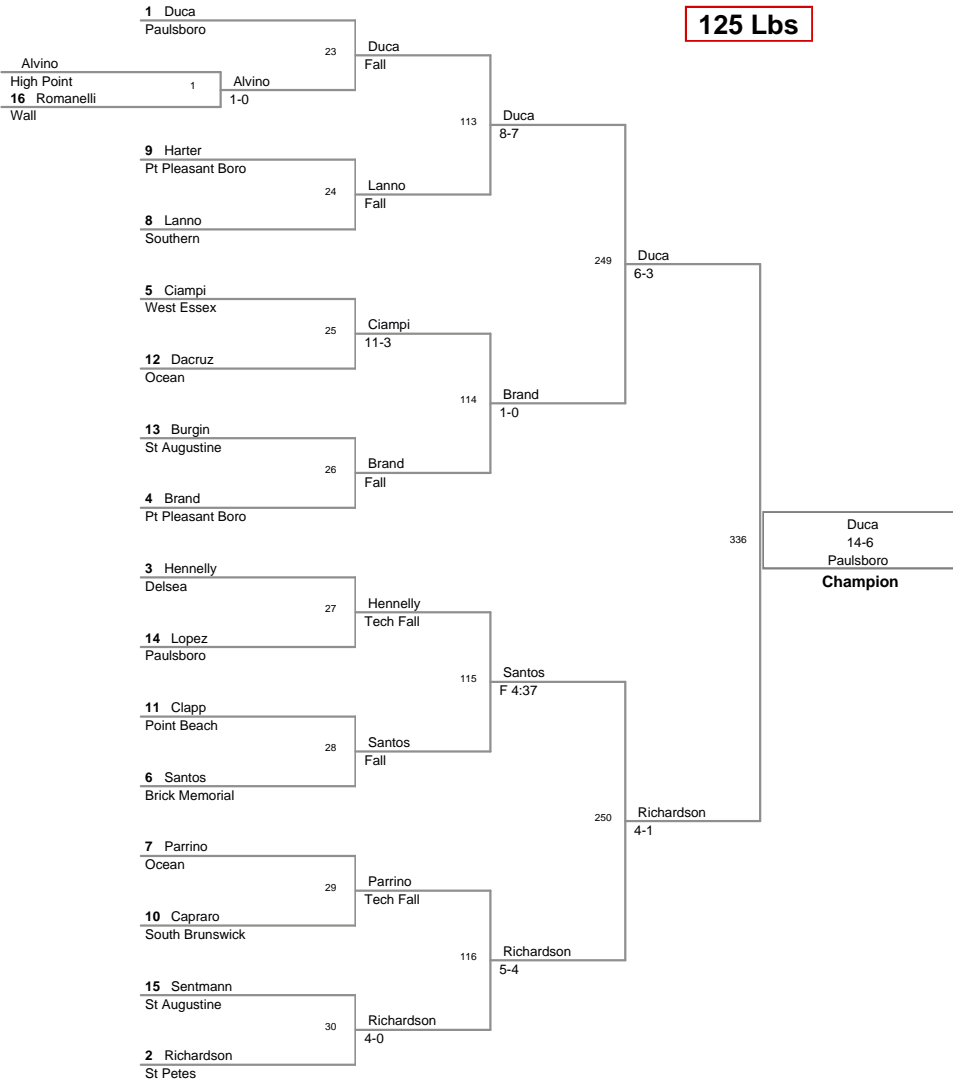 125 Lbs
1 Duca
Paulsboro
23
Duca
Fall
Alvino
High Point
1
16 Romanelli
Wall
Alvino
1-0
113
Duca
8-7
9 Harter
Pt Pleasant Boro
24
Lanno
Fall
8 Lanno
Southern
249
Duca
6-3
5 Ciampi
West Essex
25
Ciampi
11-3
12 Dacruz
Ocean
114
Brand
1-0
13 Burgin
St Augustine
26
Brand
Fall
4 Brand
Pt Pleasant Boro
336
Duca
14-6
Paulsboro
Champion
3 Hennelly
Delsea
27
Hennelly
Tech Fall
14 Lopez
Paulsboro
115
Santos
F 4:37
11 Clapp
Point Beach
28
Santos
Fall
6 Santos
Brick Memorial
250
Richardson
4-1
7 Parrino
Ocean
29
Parrino
Tech Fall
10 Capraro
South Brunswick
116
Richardson
5-4
15 Sentmann
St Augustine
30
Richardson
4-0
2 Richardson
St Petes